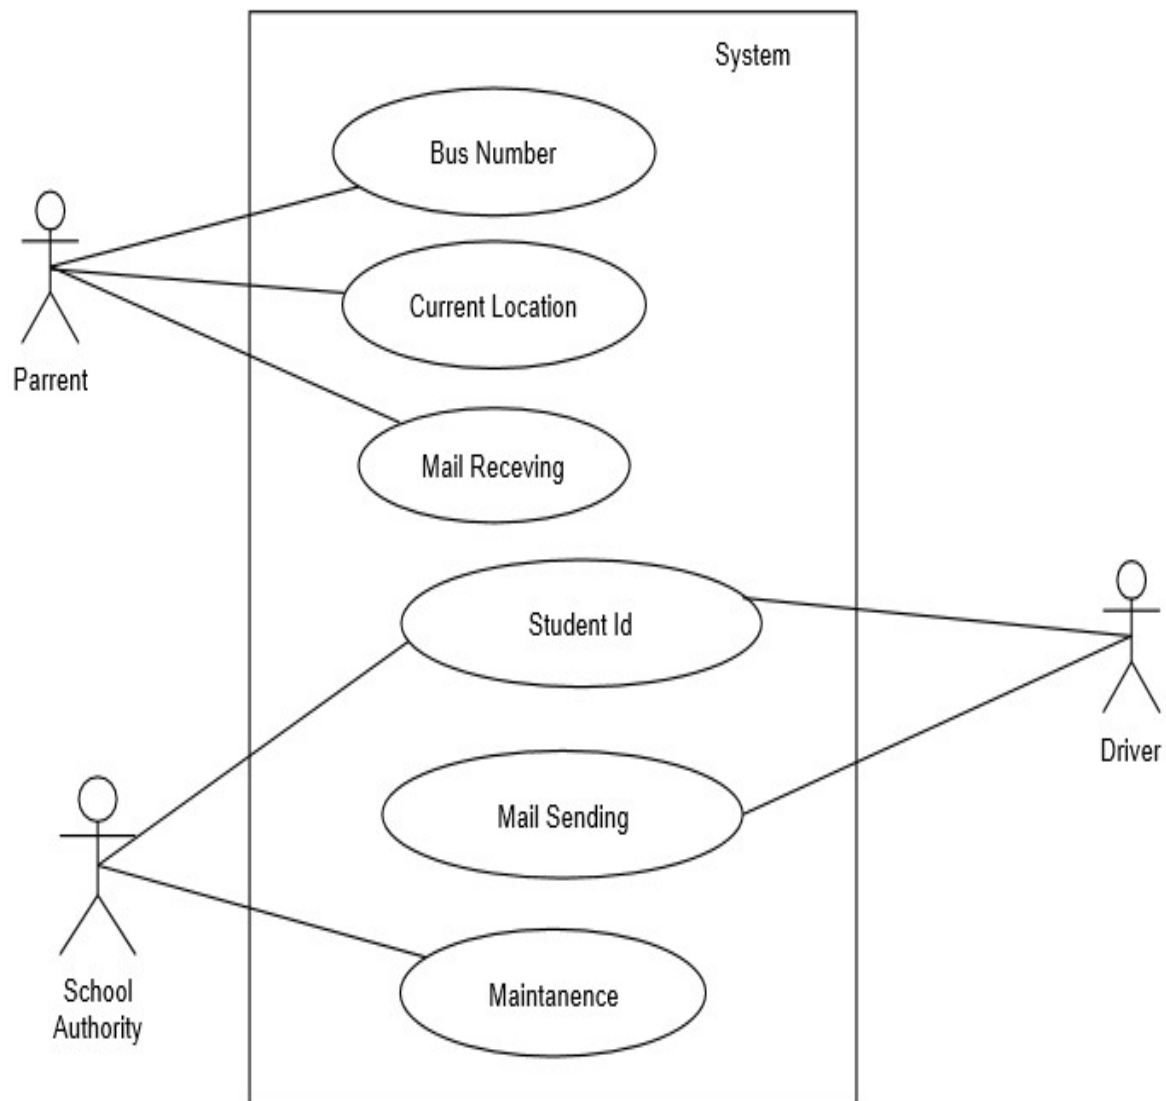 System
Bus Number
Current Location
Parrent
Mail Receving
Student Id
Driver
Mail Sending
School
Authority
Maintanence